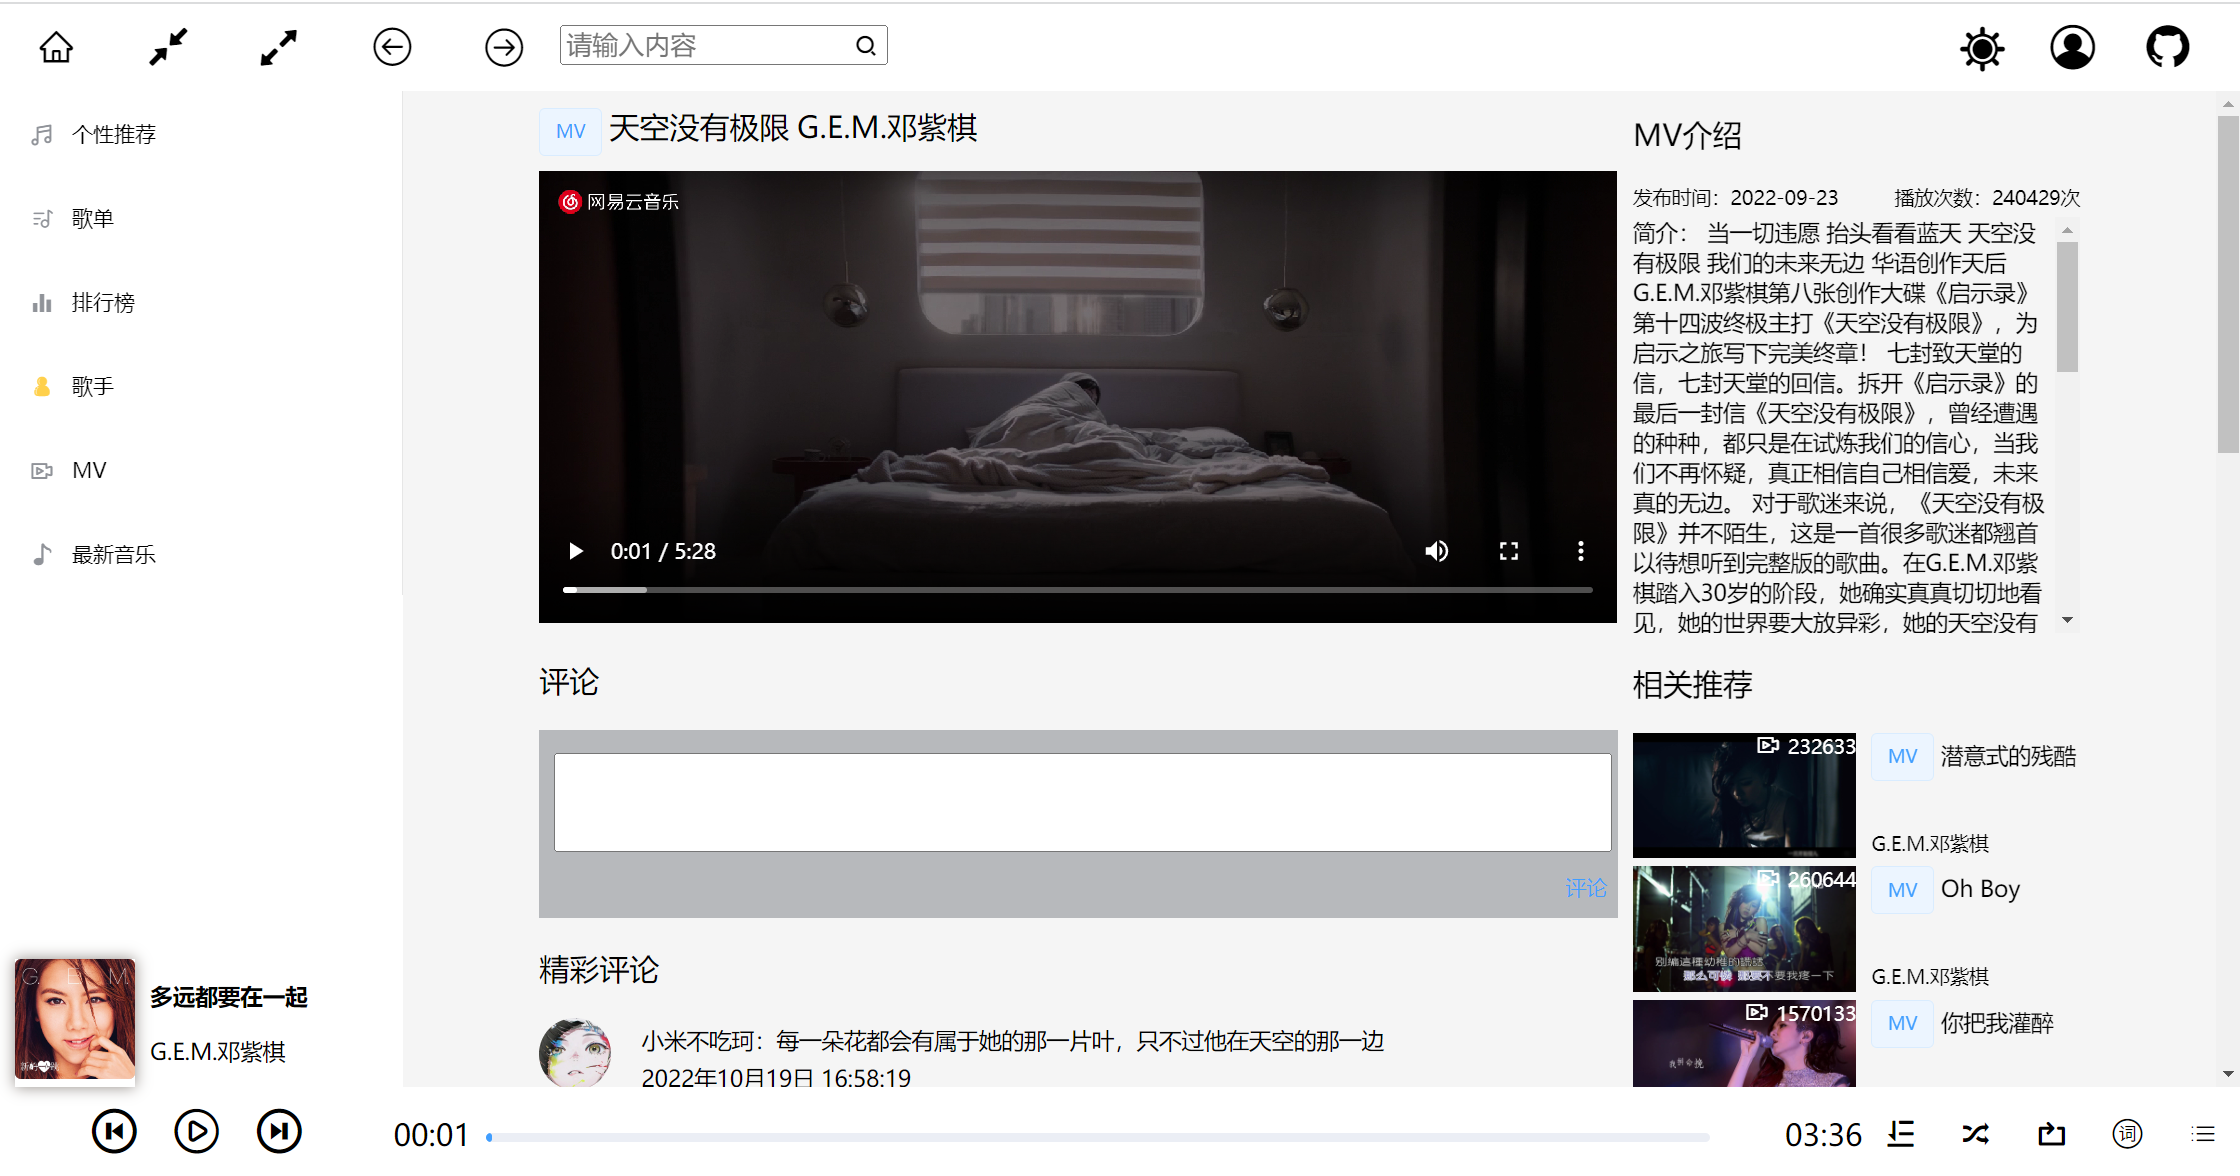 请输入内容
个性推荐
歌单
排行榜
歌手
MV
最新音乐
MV 天空没有极限 G.E.M.邓紫棋
网易云音乐
0:01 / 5:28
MV介绍
发布时间：2022-09-23 播放次数：240429次
简介： 当一切违愿 抬头看看蓝天 天空没
有极限 我们的未来无边 华语创作天后
G.E.M.邓紫棋第八张创作大碟《启示录》
第十四波终极主打《天空没有极限》，为
启示之旅写下完美终章！ 七封致天堂的
信，七封天堂的回信。拆开《启示录》的
最后一封信《天空没有极限》，曾经遭遇
的种种，都只是在试炼我们的信心，当我
们不再怀疑，真正相信自己相信爱，未来
真的无边。 对于歌迷来说，《天空没有极
限》并不陌生，这是一首很多歌迷都翘首
以待想听到完整版的歌曲。在G.E.M.邓紫
棋踏入30岁的阶段，她确实真真切切地看
见，她的世界要大放异彩，她的天空没有
评论
评论
精彩评论
小米不吃珂：每一朵花都会有属于她的那一片叶，只不过他在天空的那一边
2022年10月19日 16:58:19
相关推荐
232633
MV 潜意式的残酷
G.E.M.邓紫棋
260644
MV Oh Boy
别编这种幼稚的谎话
要我疼一下
G.E.M.邓紫棋
1570133
MV 你把我灌醉
我拼命挽
G. E. M.
多远都要在一起
G.E.M.邓紫棋
00:01
03:36
词